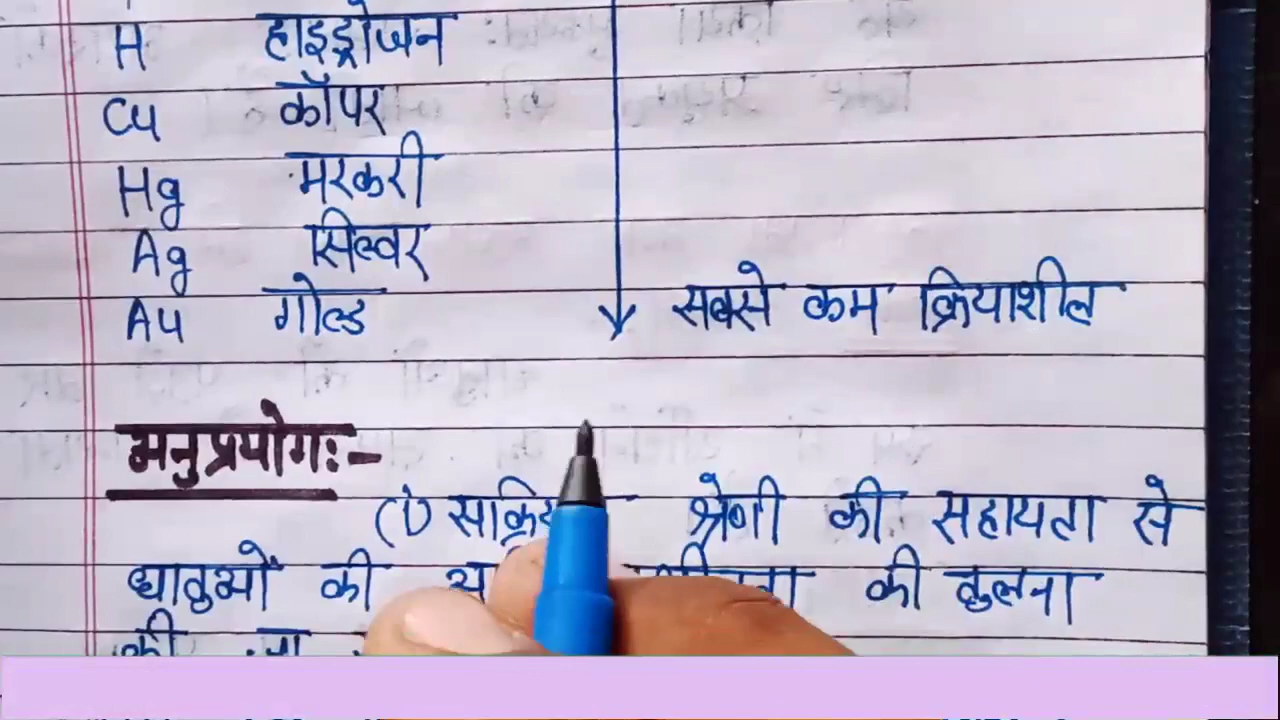 H हाइड्रोजन
Cu कॉपर
Hg मरकरी
Ag सिल्वर
Au गोल्ड
सबसे कम क्रियाशील
अनुप्रयोगः-
(i) श्रेणी की सहायता से
धातुओं की की तुलना
की जा